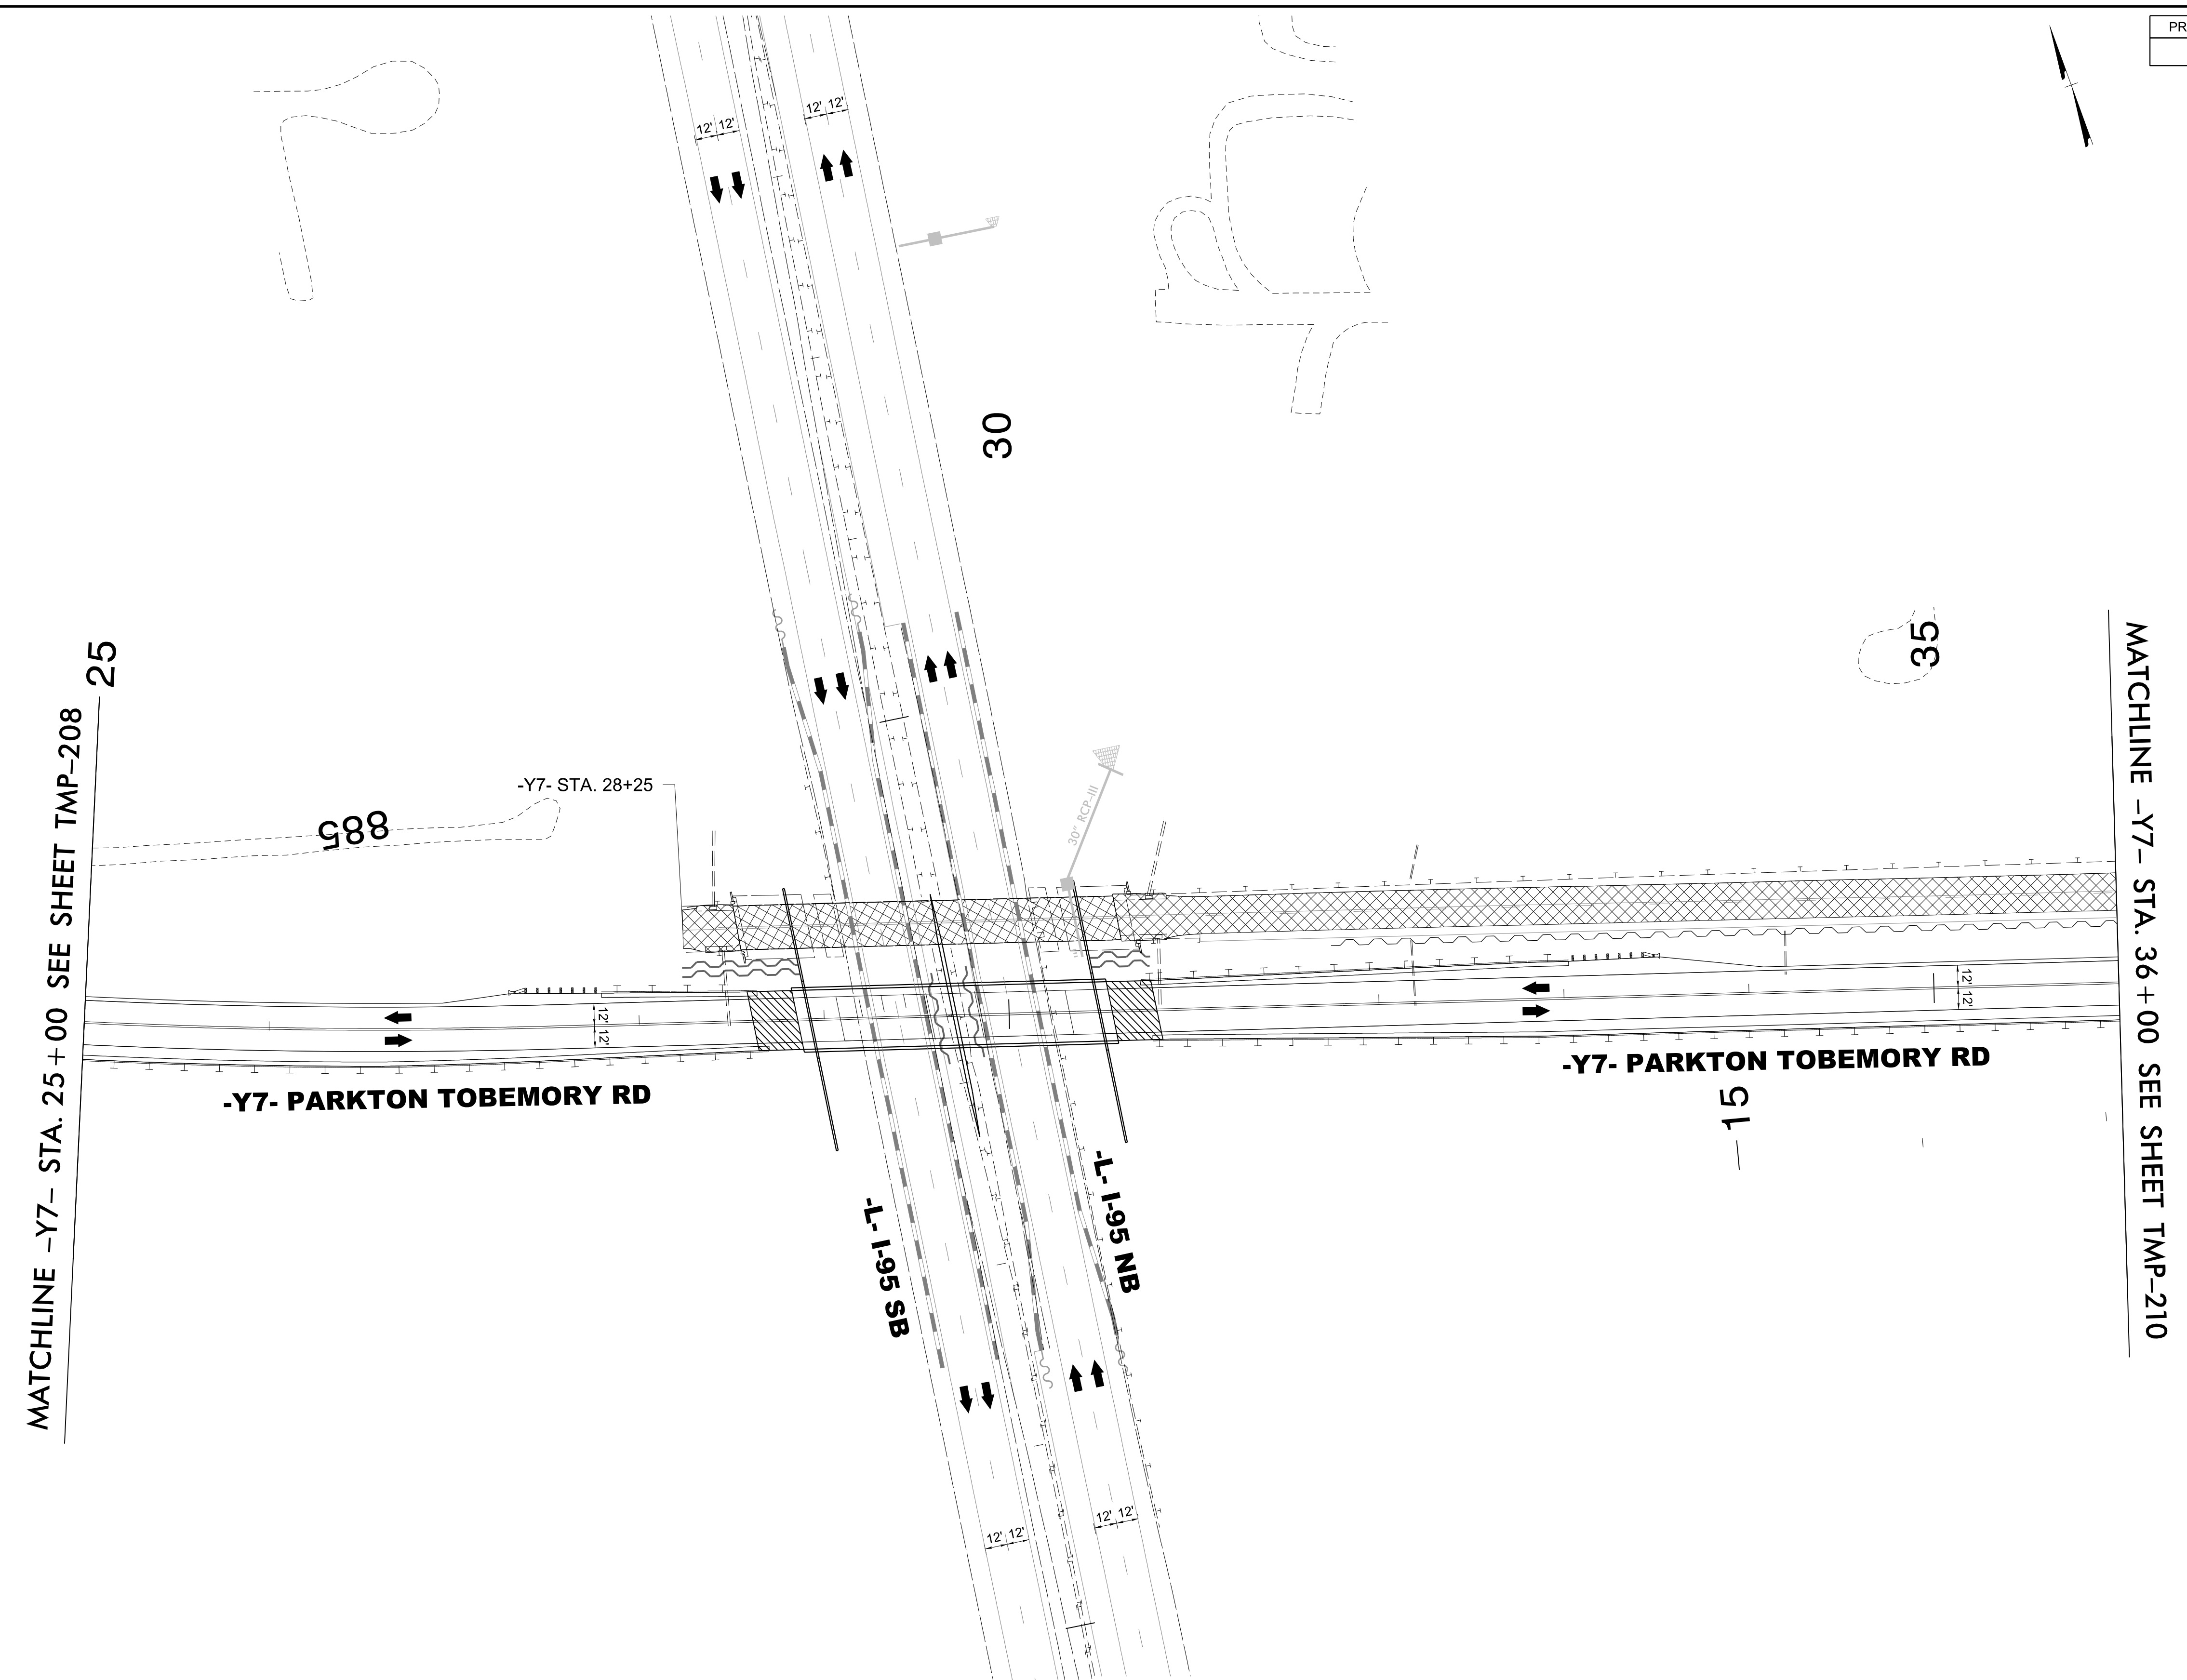 PR
12' 12'
12' 12'
30
25
35
MATCHLINE -Y7- STA. 25+00 SEE SHEET TMP-208
MATCHLINE -Y7- STA. 36+00 SEE SHEET TMP-210
-Y7- STA. 28+25
885
30" RCP-III
12'
12'
12'
12'
-Y7- PARKTON TOBEMORY RD
-Y7- PARKTON TOBEMORY RD
15
-L- I-95 SB
-L- I-95 NB
12' 12'
12' 12'